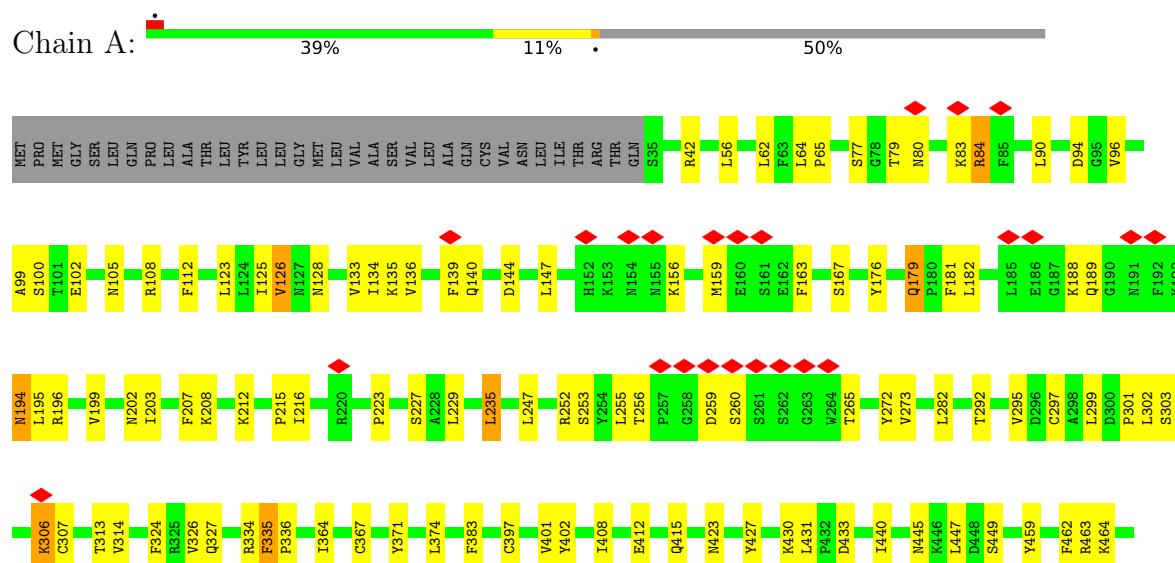 Chain A:
39% 11% 50%
MET PRO MET GLY SER LEU GLN PRO LEU ALA THR LEU TYR LEU LEU GLY MET LEU VAL ALA SER VAL LEU ALA GLN CYS VAL ASN LEU ILE THR ARG THR GLN S35 R42 L56 L62 F63 L64 P65 S77 G78 T79 N80 K83 R84 F85 L90 D94 G95 V96
A99 S100 T101 E102 N105 R108 F112 L123 L124 I125 V126 N127 N128 V133 I134 K135 V136 F139 Q140 D144 L147 H152 K153 N154 N155 K156 M159 E160 S161 E162 F163 S167 Y176 Q179 P180 F181 L182 L185 E186 G187 K188 Q189 G190 N191 F192
N194 L195 R196 V199 N202 I203 F207 K208 K212 P215 I216 R220 P223 S227 A228 L229 L235 L247 R252 S253 Y254 L255 T256 P257 G258 D259 S260 S261 S262 G263 W264 T265 Y272 V273 L282 T292 V295 D296 C297 A298 L299 D300 P301 L302 S303
K306 C307 T313 V314 F324 R325 V326 Q327 R334 F335 P336 I364 C367 Y371 L374 F383 C397 V401 Y402 I408 E412 Q415 N423 Y427 K430 L431 P432 D433 I440 N445 K446 L447 D448 S449 Y459 F462 R463 K464